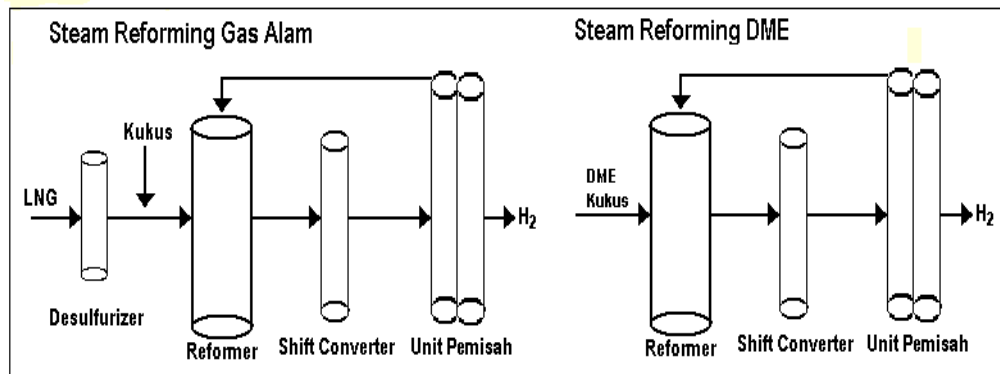 Steam Reforming Gas Alam
Kukus
LNG
H2
Desulfurizer
Reformer
Shift Converter
Unit Pemisah
Steam Reforming DME
DME
Kukus
H2
Reformer
Shift Converter
Unit Pemisah